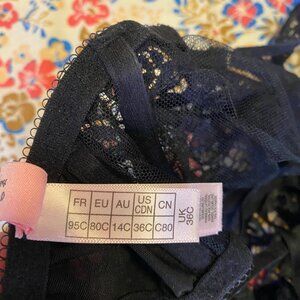 FR EU AU US CDN CN
95C 80C 14C 36C C80
UK 36C